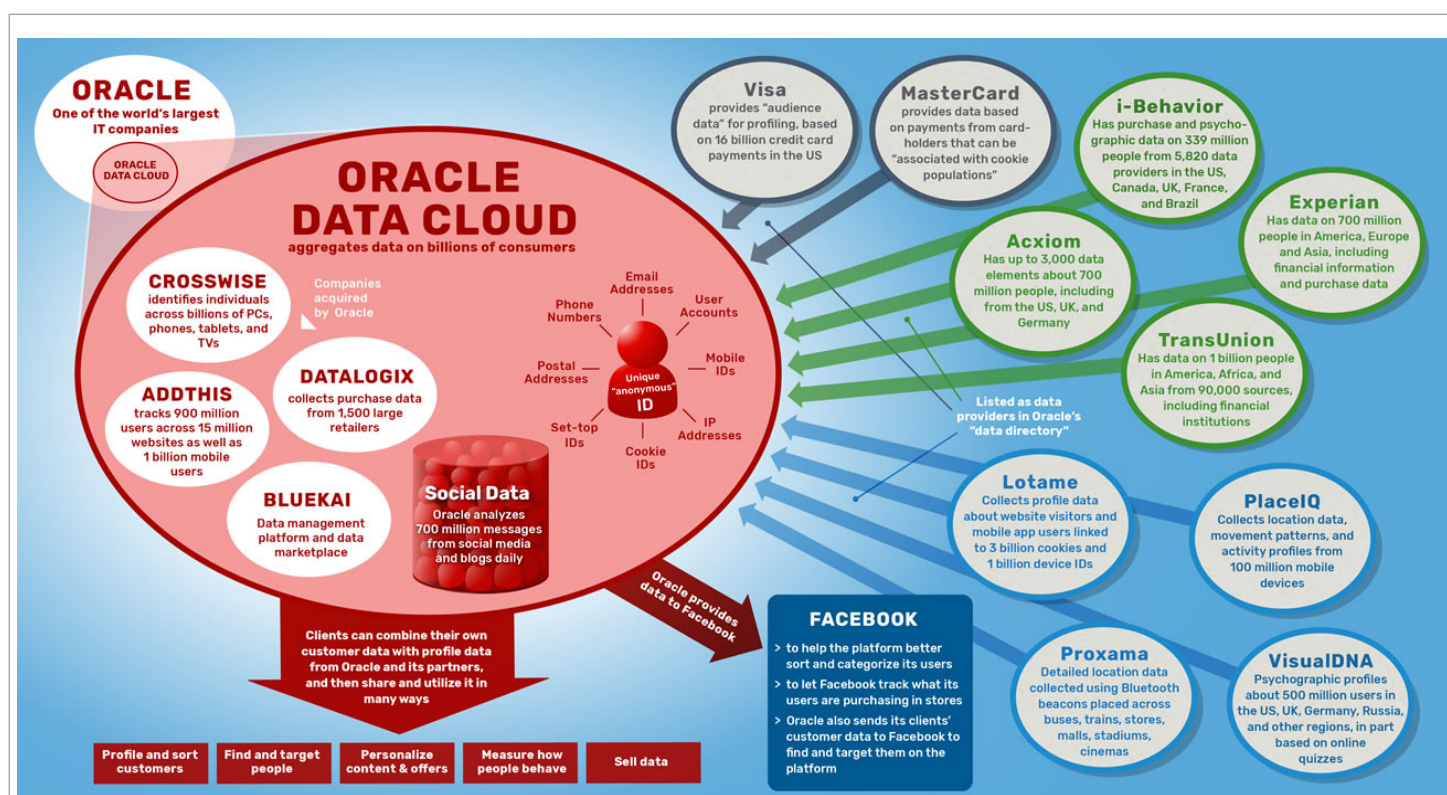 ORACLE
One of the world's largest
IT companies
ORACLE
DATA CLOUD
ORACLE
DATA CLOUD
aggregates data on billions of consumers
CROSSWISE
identifies individuals
across billions of PCs,
phones, tablets, and
TVs
Companies
acquired
by Oracle
ADDTHIS
tracks 900 million
users across 15 million
websites as well as
1 billion mobile
users
DATALOGIX
collects purchase data
from 1,500 large
retailers
BLUEKAI
Data management
platform and data
marketplace
Email
Addresses
Phone
Numbers
User
Accounts
Postal
Addresses
Mobile
IDs
Unique
"anonymous"
ID
Set-top
IDs
IP
Addresses
Cookie
IDs
Social Data
Oracle analyzes
700 million messages
from social media
and blogs daily
Clients can combine their own
customer data with profile data
from Oracle and its partners,
and then share and utilize it in
many ways
Profile and sort
customers
Find and target
people
Personalize
content & offers
Measure how
people behave
Sell data
Oracle provides
data to Facebook
FACEBOOK
> to help the platform better
sort and categorize its users
> to let Facebook track what its
users are purchasing in stores
> Oracle also sends its clients'
customer data to Facebook to
find and target them on the
platform
Visa
provides "audience
data" for profiling, based
on 16 billion credit card
payments in the US
MasterCard
provides data based
on payments from card-
holders that can be
"associated with cookie
populations"
i-Behavior
Has purchase and psycho-
graphic data on 339 million
people from 5,820 data
providers in the US,
Canada, UK, France,
and Brazil
Experian
Has data on 700 million
people in America, Europe
and Asia, including
financial information
and purchase data
Acxiom
Has up to 3,000 data
elements about 700
million people, including
from the US, UK, and
Germany
TransUnion
Has data on 1 billion people
in America, Africa, and
Asia from 90,000 sources,
including financial
institutions
Listed as data
providers in Oracle's
"data directory"
Lotame
Collects profile data
about website visitors and
mobile app users linked
to 3 billion cookies and
1 billion device IDs
PlaceIQ
Collects location data,
movement patterns, and
activity profiles from
100 million mobile
devices
Proxama
Detailed location data
collected using Bluetooth
beacons placed across
buses, trains, stores,
malls, stadiums,
cinemas
VisualDNA
Psychographic profiles
about 500 million users in
the US, UK, Germany, Russia,
and other regions, in part
based on online
quizzes